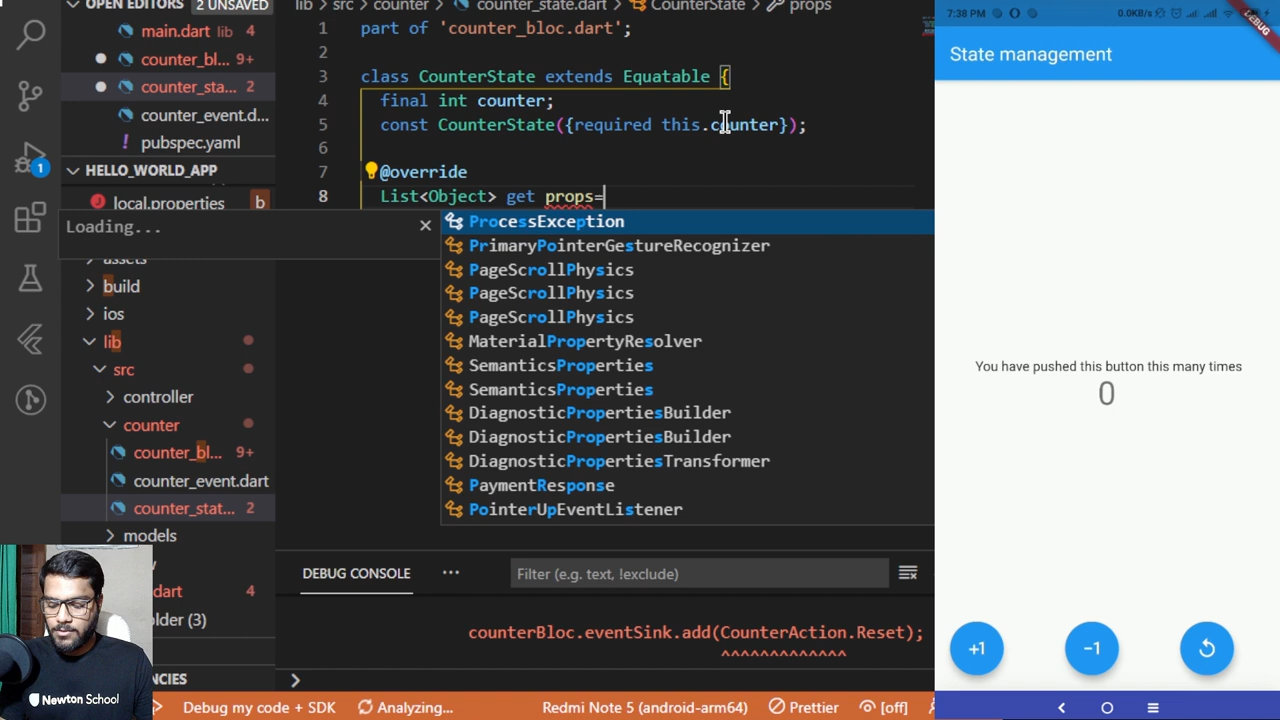 OPEN EDITORS 2 UNSAVED
main.dart lib 4
counter_bl... 9+
counter_sta... 2
counter_event.d...
pubspec.yaml
HELLO_WORLD_APP
local.properties b
Loading...
assets
build
ios
lib
src
controller
counter
counter_bl... 9+
counter_event.dart
counter_stat... 2
models
dart 4
older (3)
NCIES
1
lib > src > counter > counter_state.dart > CounterState > props
1 part of 'counter_bloc.dart';
2
3 class CounterState extends Equatable {
4 final int counter;
5 const CounterState({required this.counter});
6
7 @override
8 List<Object> get props=
ProcessException
PrimaryPointerGestureRecognizer
PageScrollPhysics
PageScrollPhysics
PageScrollPhysics
MaterialPropertyResolver
SemanticsProperties
SemanticsProperties
DiagnosticPropertiesBuilder
DiagnosticPropertiesBuilder
DiagnosticPropertiesTransformer
PaymentResponse
PointerUpEventListener
DEBUG CONSOLE ... Filter (e.g. text, !exclude)
counterBloc.eventSink.add(CounterAction.Reset);
^^^^^^^^^^^^^
>
Debug my code + SDK Analyzing... Redmi Note 5 (android-arm64) Prettier [off]
Newton School
7:38 PM 0.0KB/s
DEBUG
State management
You have pushed this button this many times
0
+1 −1